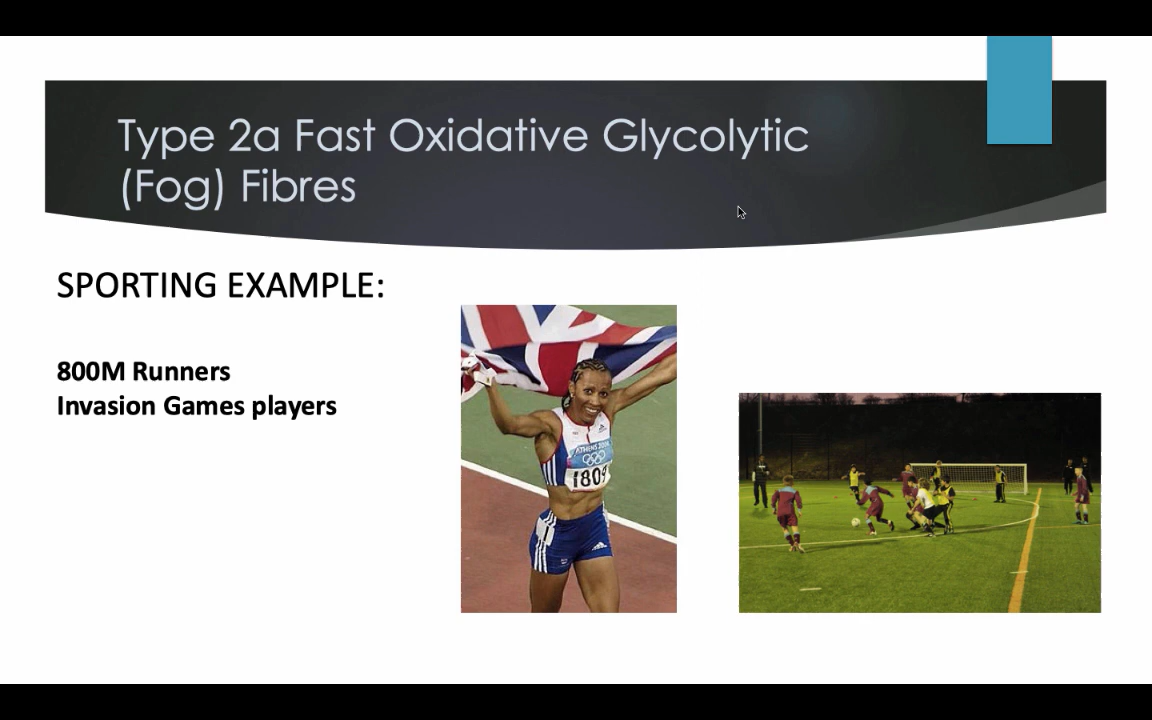 Type 2a Fast Oxidative Glycolytic
(Fog) Fibres
SPORTING EXAMPLE:
800M Runners
Invasion Games players
ATHENS 2004
1809